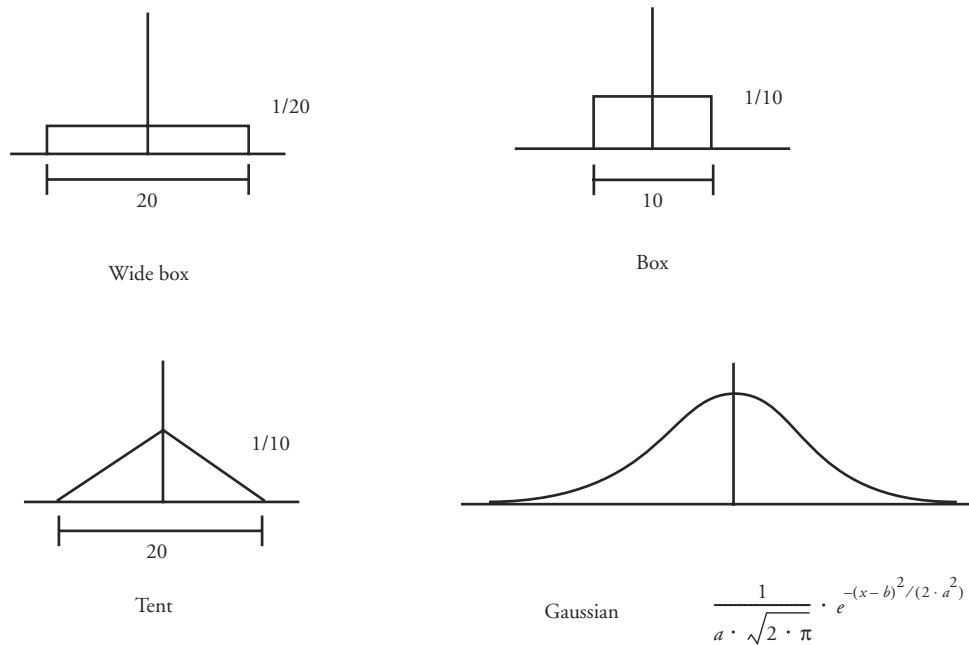 1/20
20
Wide box
1/10
10
Box
1/10
20
Tent
Gaussian
1
a · √2 · π
· e
-(x – b)²/(2 · a²)